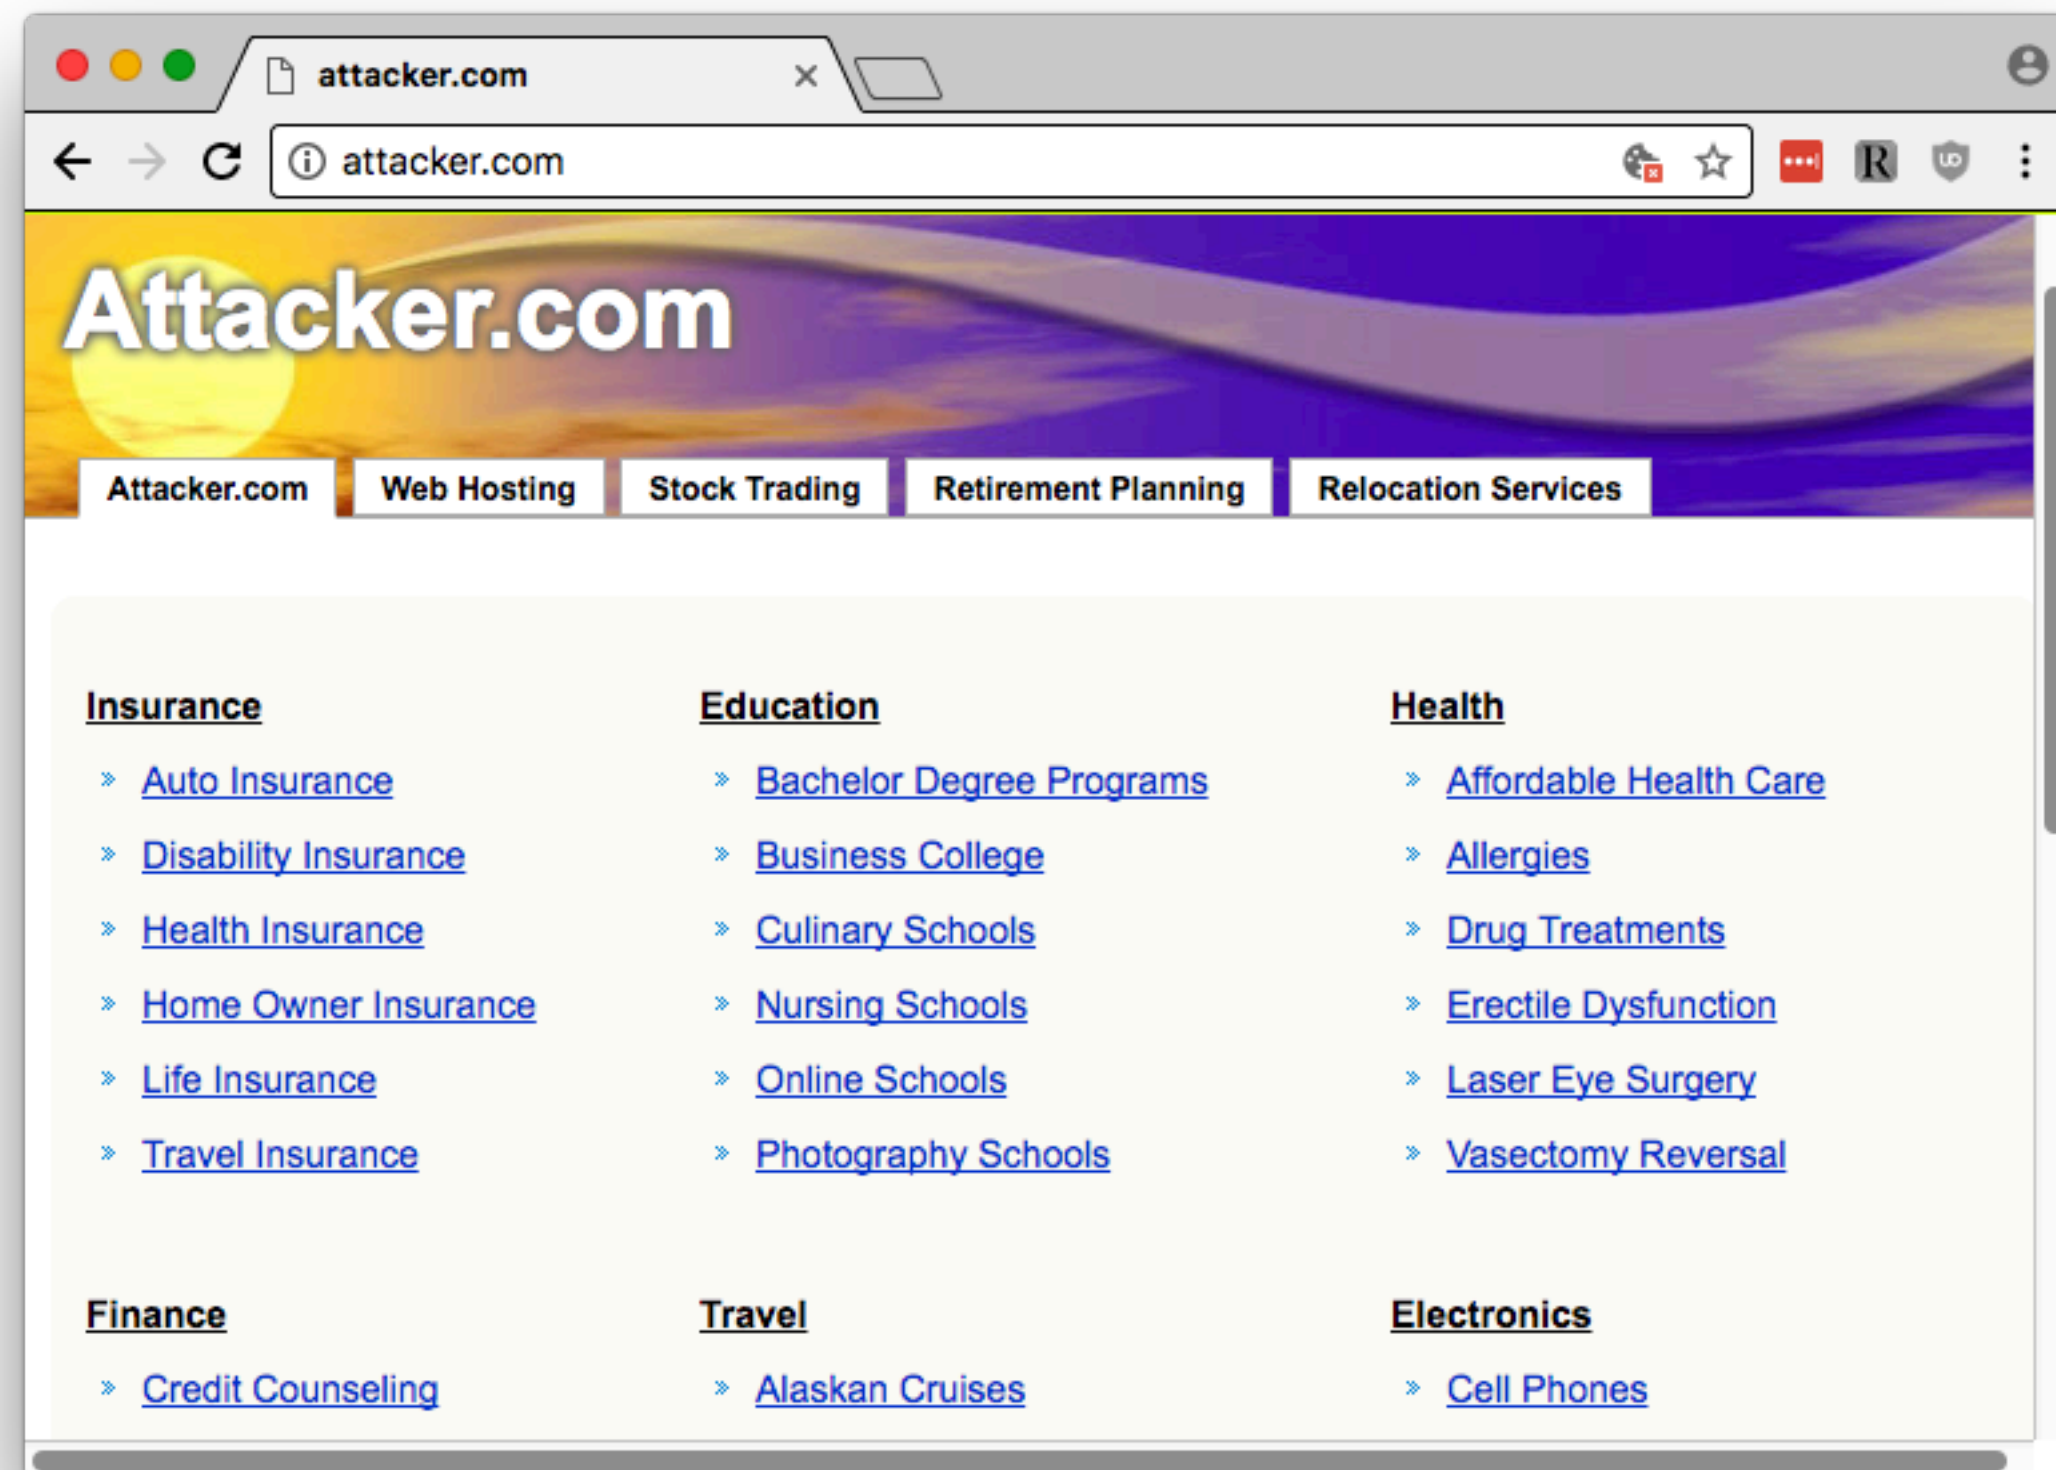 attacker.com
attacker.com
Attacker.com
Attacker.com Web Hosting Stock Trading Retirement Planning Relocation Services
Insurance
Auto Insurance
Disability Insurance
Health Insurance
Home Owner Insurance
Life Insurance
Travel Insurance
Education
Bachelor Degree Programs
Business College
Culinary Schools
Nursing Schools
Online Schools
Photography Schools
Health
Affordable Health Care
Allergies
Drug Treatments
Erectile Dysfunction
Laser Eye Surgery
Vasectomy Reversal
Finance
Credit Counseling
Travel
Alaskan Cruises
Electronics
Cell Phones